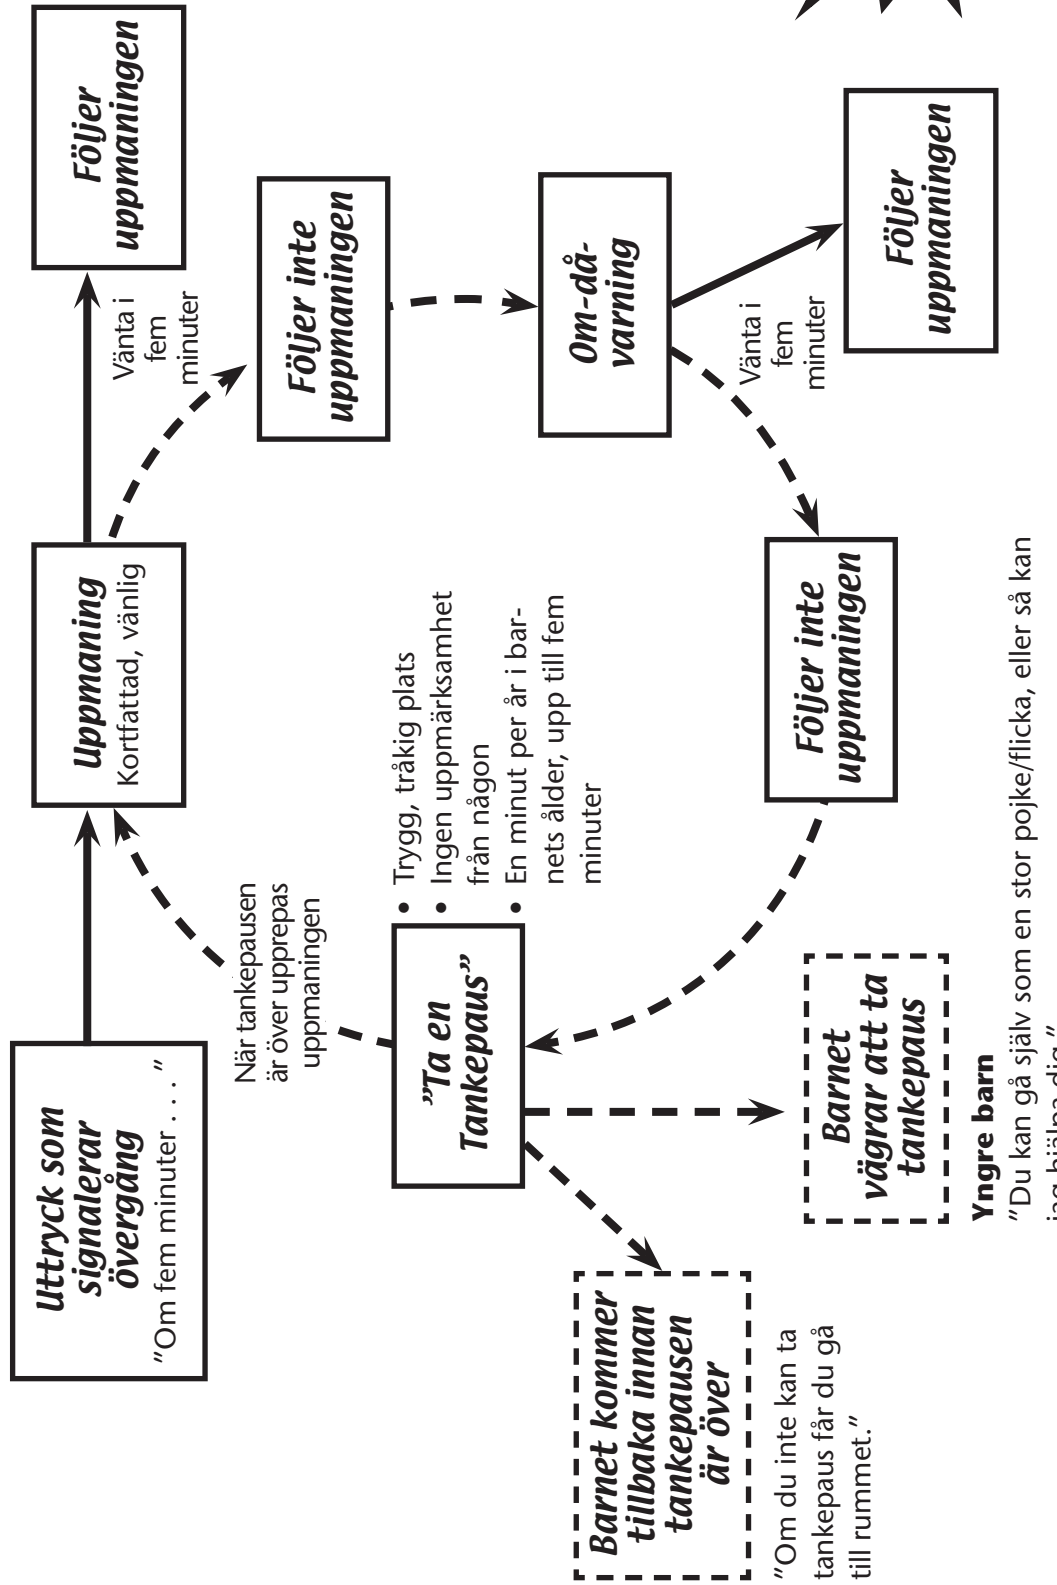 Uttryck som
signalerar
övergång
”Om fem minuter . . . ”
Uppmaning
Kortfattad, vänlig
Vänta i
fem
minuter
Följer
uppmaningen
Följer inte
uppmaningen
Om-då-
varning
Vänta i
fem
minuter
Följer
uppmaningen
Följer inte
uppmaningen
”Ta en
Tankepaus”
• Trygg, tråkig plats
• Ingen uppmärksamhet
från någon
• En minut per år i bar-
nets ålder, upp till fem
minuter
När tankepausen
är över upprepas
uppmaningen
Barnet kommer
tillbaka innan
tankepausen
är över
”Om du inte kan ta
tankepaus får du gå
till rummet.”
Barnet
vägrar att ta
tankepaus
Yngre barn
”Du kan gå själv som en stor pojke/flicka, eller så kan
jag hjälpa dig.”